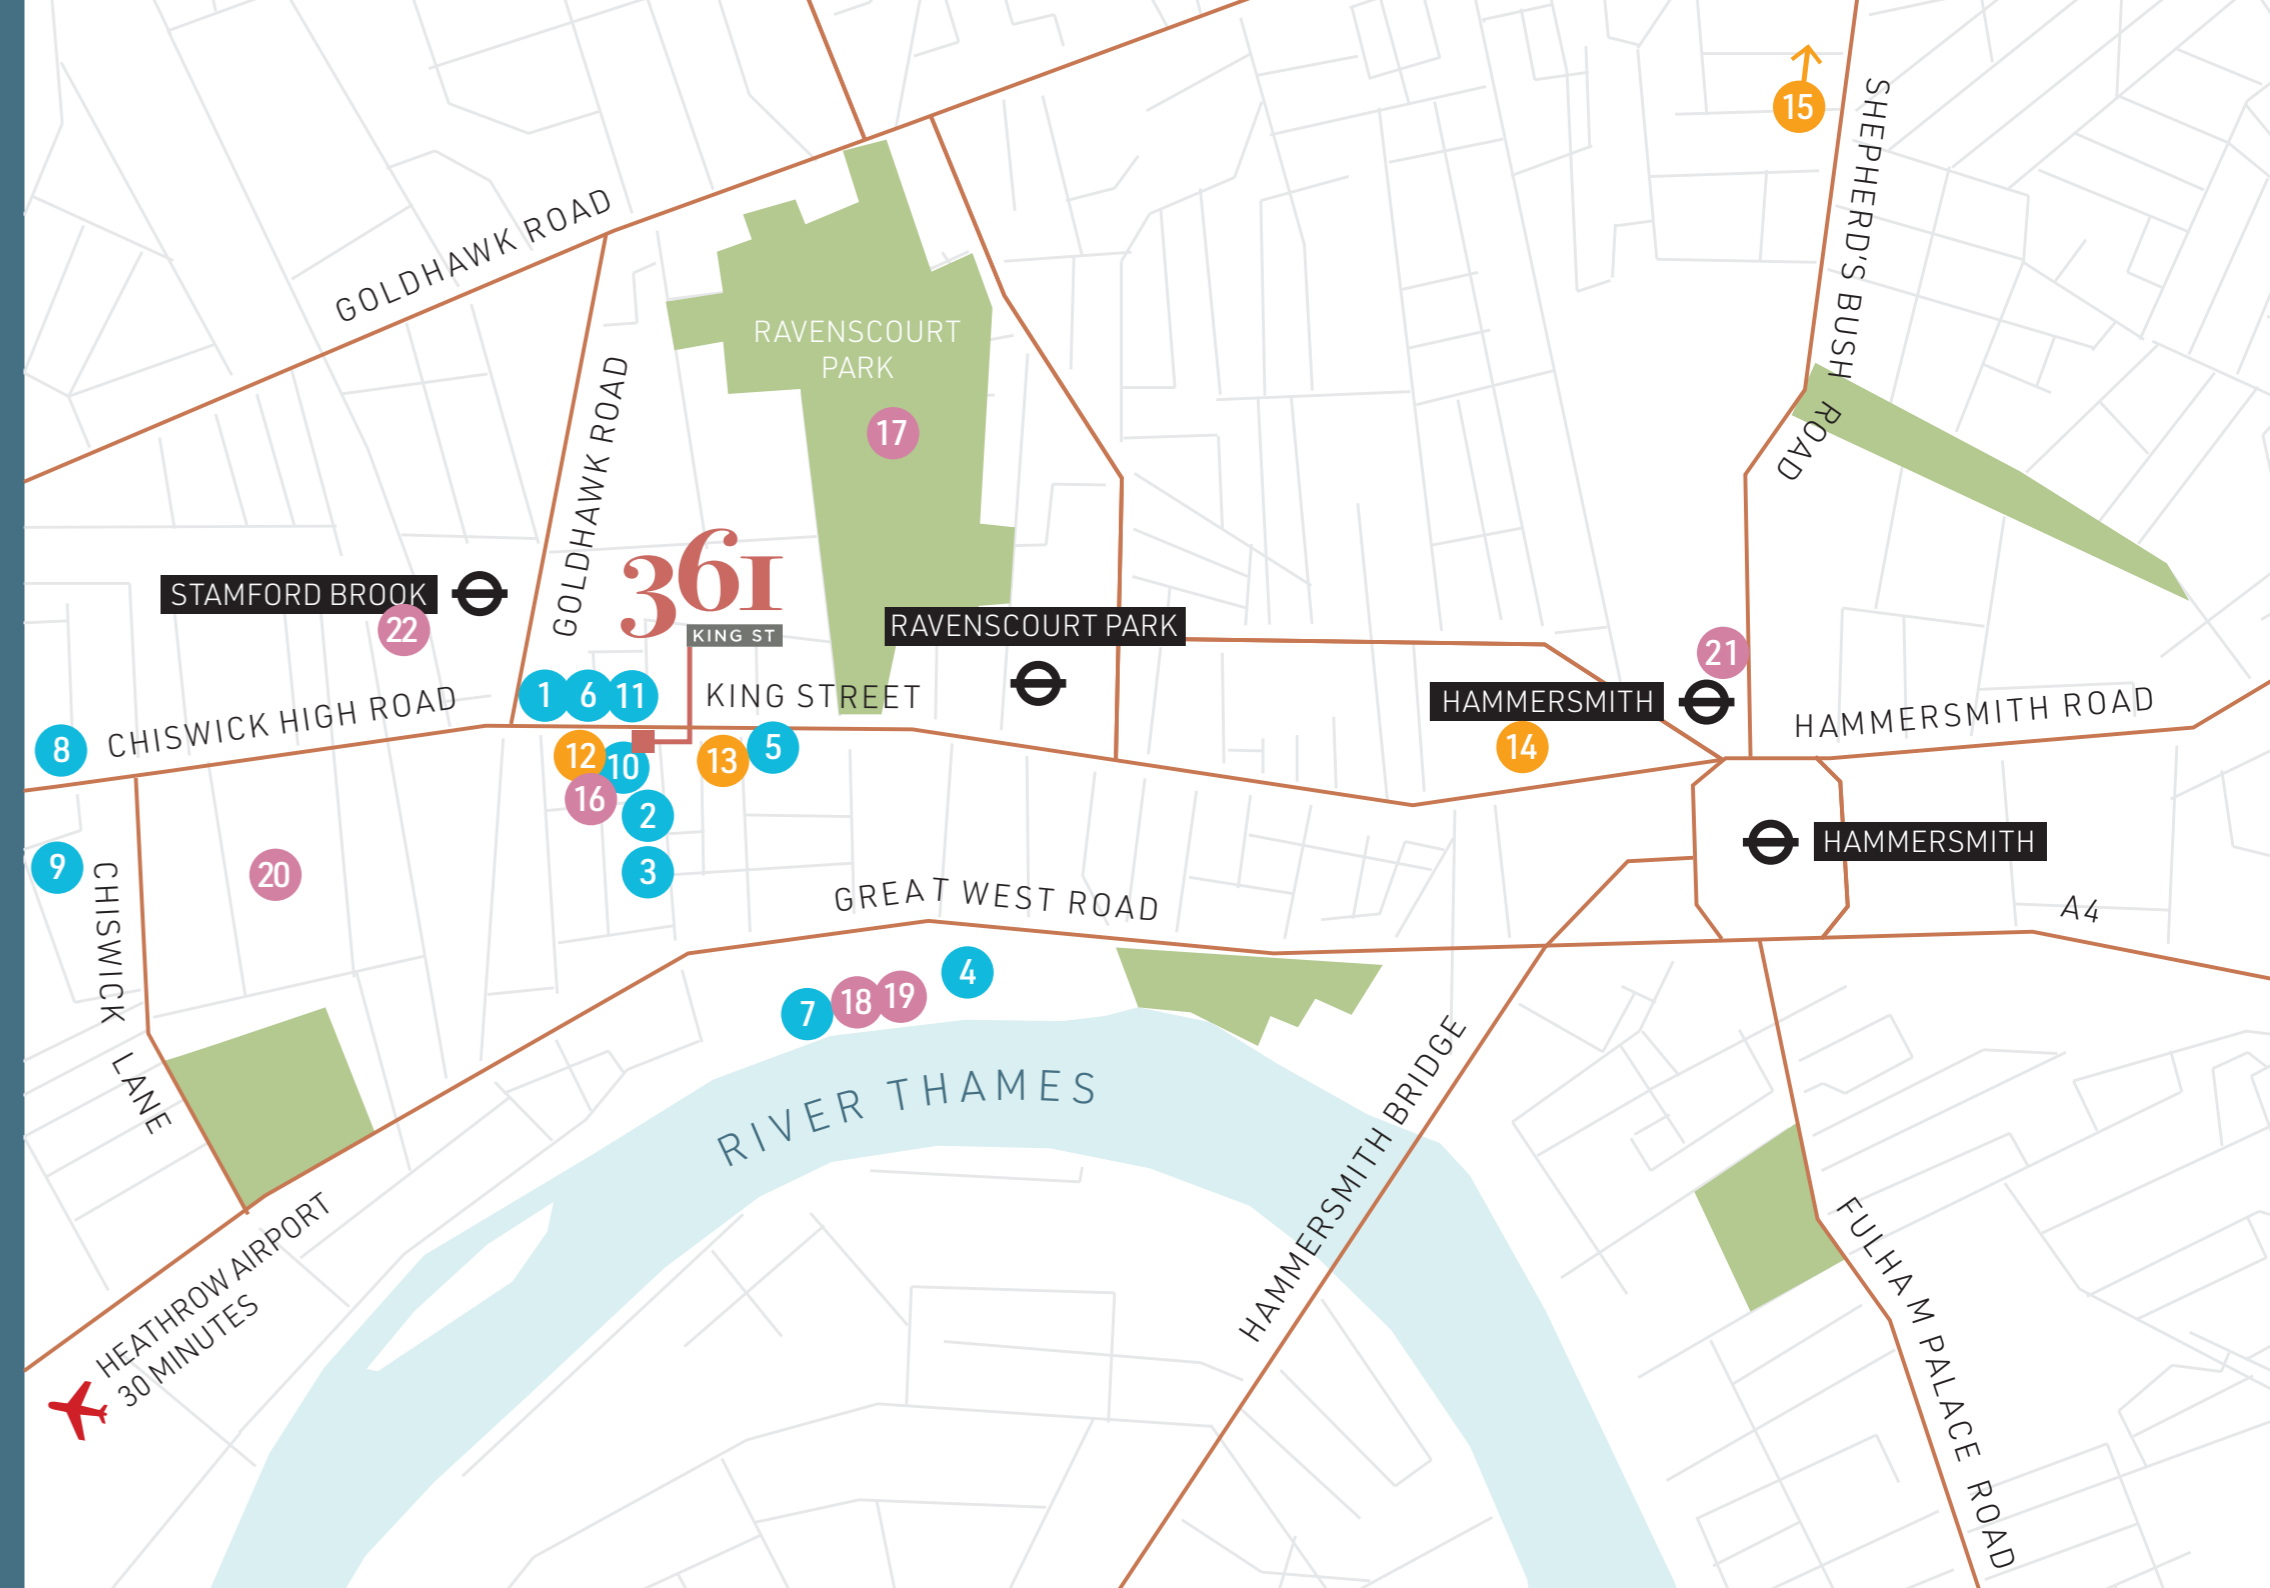 15
SHEPHERD'S BUSH
ROAD
GOLDHAWK ROAD
RAVENSCOURT
PARK
17
GOLDHAWK ROAD
361
KING ST
STAMFORD BROOK
22
RAVENSCOURT PARK
21
HAMMERSMITH
14
HAMMERSMITH ROAD
1
6
11
KING STREET
CHISWICK HIGH ROAD
8
12
10
13
5
16
2
3
9
20
CHISWICK
LANE
HAMMERSMITH
GREAT WEST ROAD
A4
4
7
18
19
RIVER THAMES
HAMMERSMITH BRIDGE
FULHAM PALACE ROAD
HEATHROW AIRPORT
30 MINUTES